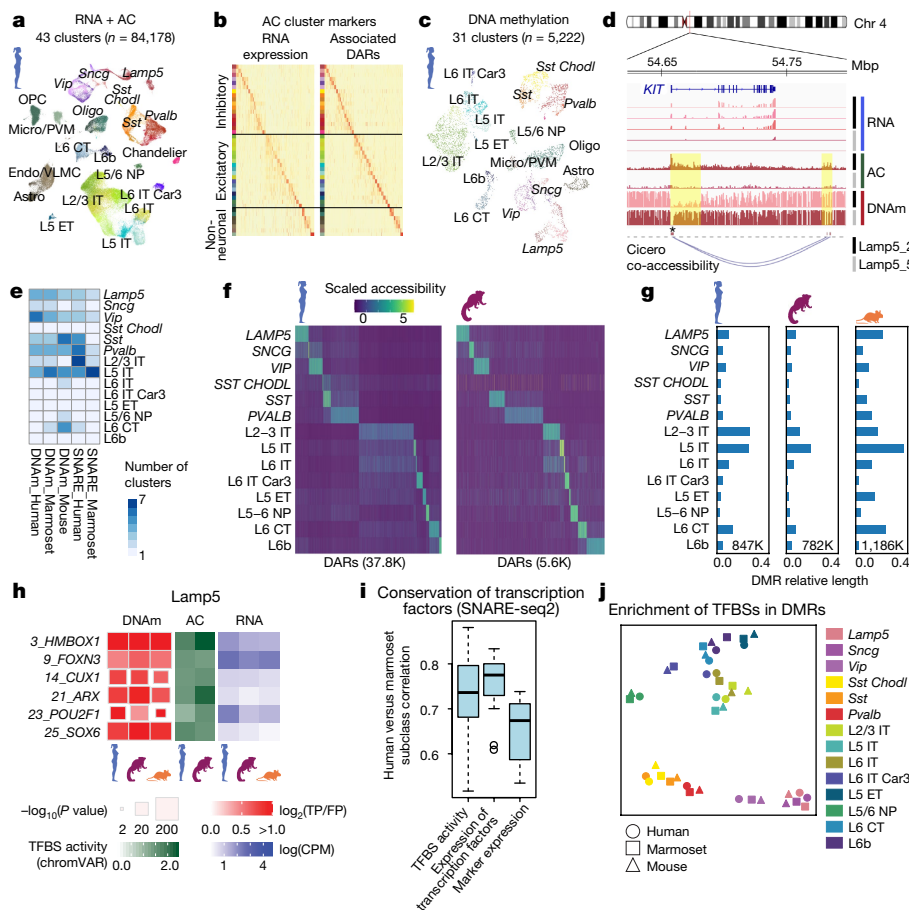 a
RNA + AC
43 clusters (n = 84,178)
Sncg
Vip
Lamp5
Sst
Chodl
OPC
Oligo
Sst
Pvalb
Micro/PVM
L6 CT
L6b
Chandelier
L5/6 NP
Endo/VLMC
L6 IT Car3
Astro
L2/3 IT
L6 IT
L5 ET
L5 IT
b
AC cluster markers
RNA expression
Associated DARs
Inhibitory
Excitatory
Non-neuronal
c
DNA methylation
31 clusters (n = 5,222)
L6 IT Car3
Sst Chodl
L6 IT
Sst
Pvalb
L5 IT
L5/6 NP
L5 ET
Oligo
L2/3 IT
Micro/PVM
Astro
L6b
Sncg
L6 CT
Vip
Lamp5
d
Chr 4
54.65
54.75
Mbp
KIT
RNA
AC
DNAm
*
Cicero
co-accessibility
Lamp5_2
Lamp5_5
e
Lamp5
Sncg
Vip
Sst Chodl
Sst
Pvalb
L2/3 IT
L5 IT
L6 IT
L6 IT Car3
L5 ET
L5/6 NP
L6 CT
L6b
DNAm_Human
DNAm_Marmoset
DNAm_Mouse
SNARE_Human
SNARE_Marmoset
Number of
clusters
7
1
f
Scaled accessibility
0
5
LAMP5
SNCG
VIP
SST CHODL
SST
PVALB
L2–3 IT
L5 IT
L6 IT
L6 IT Car3
L5 ET
L5–6 NP
L6 CT
L6b
DARs (37.8K)
DARs (5.6K)
g
LAMP5
SNCG
VIP
SST CHODL
SST
PVALB
L2–3 IT
L5 IT
L6 IT
L6 IT Car3
L5 ET
L5–6 NP
L6 CT
L6b
847K
782K
1,186K
0
0.4
0
0.4
0
0.4
DMR relative length
h
Lamp5
DNAm
AC
RNA
3_HMBOX1
9_FOXN3
14_CUX1
21_ARX
23_POU2F1
25_SOX6
–log10(P value)
2 20 200
log2(TP/FP)
0.0 0.5 >1.0
TFBS activity
(chromVAR)
0.0
2.0
log(CPM)
1
4
i
Conservation of transcription
factors (SNARE-seq2)
Human versus marmoset
subclass correlation
0.8
0.7
0.6
TFBS activity
Expression of
transcription factors
Marker expression
j
Enrichment of TFBSs in DMRs
Human
Marmoset
Mouse
Lamp5
Sncg
Vip
Sst Chodl
Sst
Pvalb
L2/3 IT
L5 IT
L6 IT
L6 IT Car3
L5 ET
L5/6 NP
L6 CT
L6b